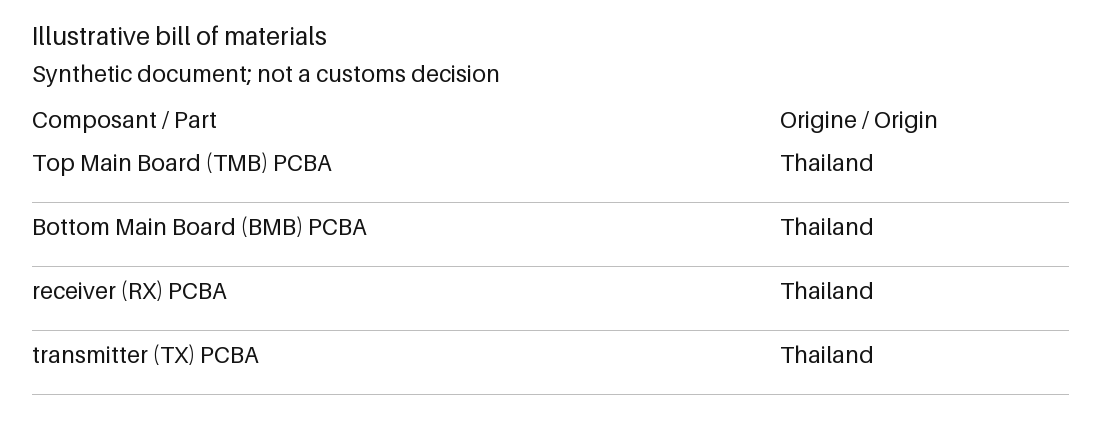 Illustrative bill of materials
Synthetic document; not a customs decision
Composant / Part Origine / Origin
Top Main Board (TMB) PCBA Thailand
Bottom Main Board (BMB) PCBA Thailand
receiver (RX) PCBA Thailand
transmitter (TX) PCBA Thailand